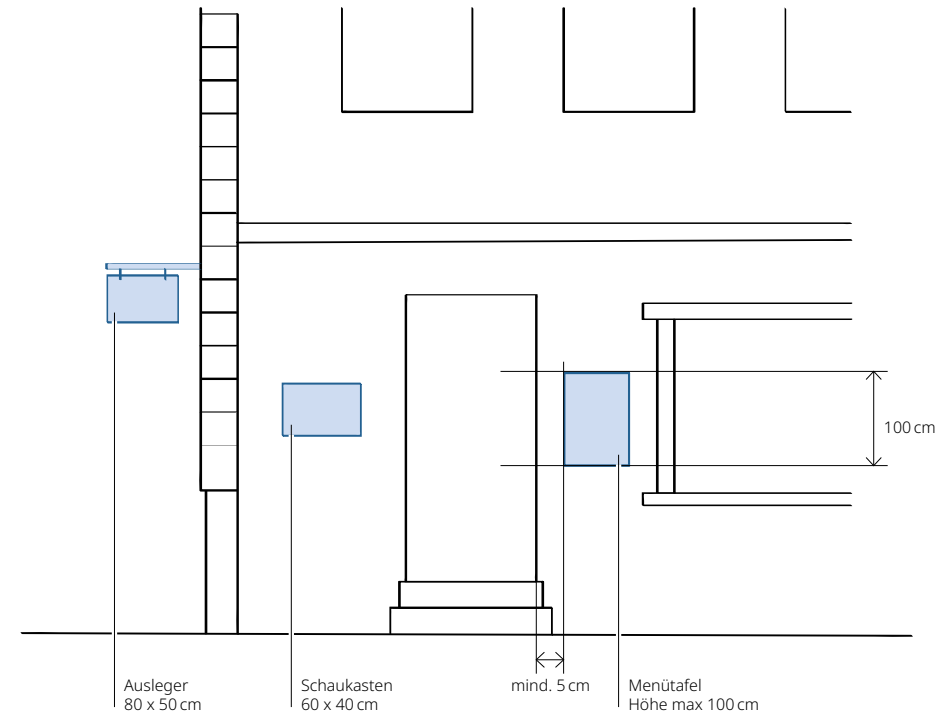 100 cm
Ausleger
80 x 50 cm
Schaukasten
60 x 40 cm
mind. 5 cm
Menütafel
Höhe max 100 cm